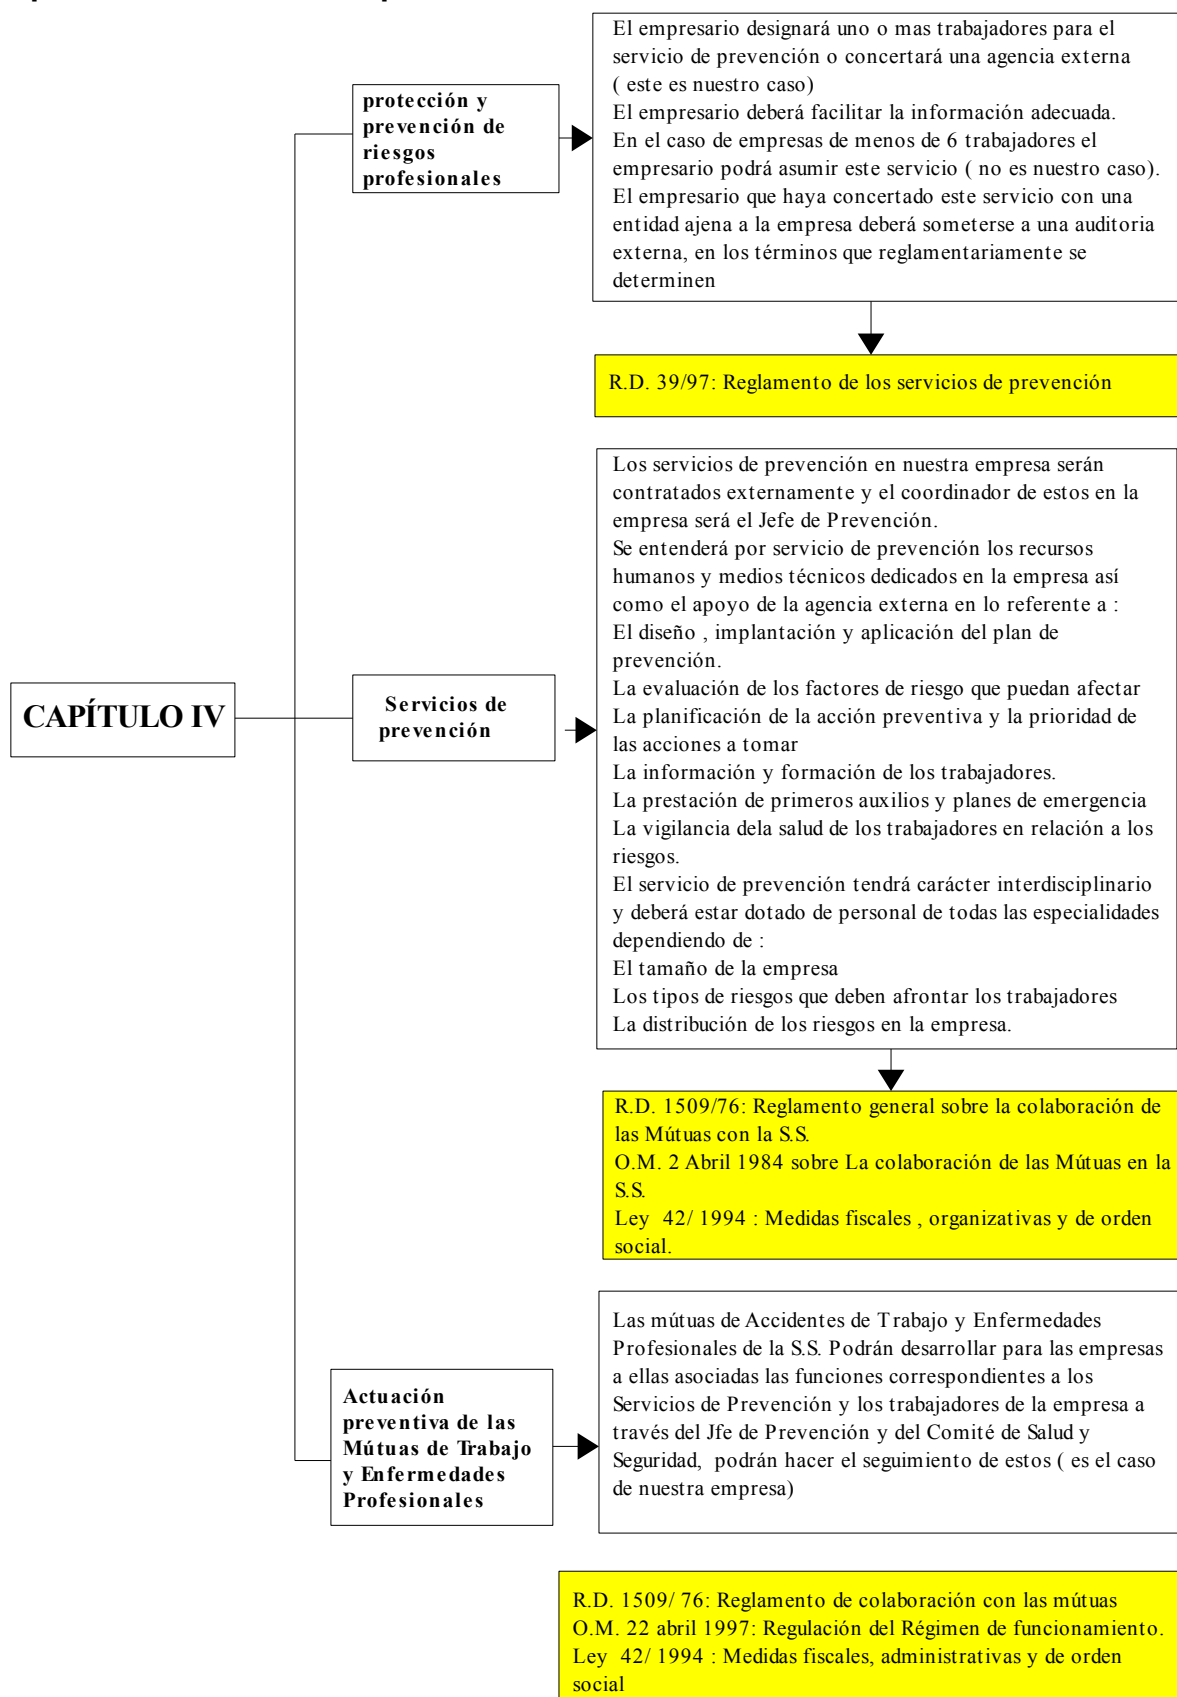 El empresario designará uno o mas trabajadores para el
servicio de prevención o concertará una agencia externa
( este es nuestro caso)
El empresario deberá facilitar la información adecuada.
En el caso de empresas de menos de 6 trabajadores el
empresario podrá asumir este servicio ( no es nuestro caso).
El empresario que haya concertado este servicio con una
entidad ajena a la empresa deberá someterse a una auditoria
externa, en los términos que reglamentariamente se
determinen
protección y
prevención de
riesgos
profesionales
R.D. 39/97: Reglamento de los servicios de prevención
Los servicios de prevención en nuestra empresa serán
contratados externamente y el coordinador de estos en la
empresa será el Jefe de Prevención.
Se entenderá por servicio de prevención los recursos
humanos y medios técnicos dedicados en la empresa así
como el apoyo de la agencia externa en lo referente a :
El diseño , implantación y aplicación del plan de
prevención.
La evaluación de los factores de riesgo que puedan afectar
La planificación de la acción preventiva y la prioridad de
las acciones a tomar
La información y formación de los trabajadores.
La prestación de primeros auxilios y planes de emergencia
La vigilancia dela salud de los trabajadores en relación a los
riesgos.
El servicio de prevención tendrá carácter interdisciplinario
y deberá estar dotado de personal de todas las especialidades
dependiendo de :
El tamaño de la empresa
Los tipos de riesgos que deben afrontar los trabajadores
La distribución de los riesgos en la empresa.
CAPÍTULO IV
Servicios de
prevención
R.D. 1509/76: Reglamento general sobre la colaboración de
las Mútuas con la S.S.
O.M. 2 Abril 1984 sobre La colaboración de las Mútuas en la
S.S.
Ley 42/ 1994 : Medidas fiscales , organizativas y de orden
social.
Las mútuas de Accidentes de Trabajo y Enfermedades
Profesionales de la S.S. Podrán desarrollar para las empresas
a ellas asociadas las funciones correspondientes a los
Servicios de Prevención y los trabajadores de la empresa a
través del Jfe de Prevención y del Comité de Salud y
Seguridad, podrán hacer el seguimiento de estos ( es el caso
de nuestra empresa)
Actuación
preventiva de las
Mútuas de Trabajo
y Enfermedades
Profesionales
R.D. 1509/ 76: Reglamento de colaboración con las mútuas
O.M. 22 abril 1997: Regulación del Régimen de funcionamiento.
Ley 42/ 1994 : Medidas fiscales, administrativas y de orden
social